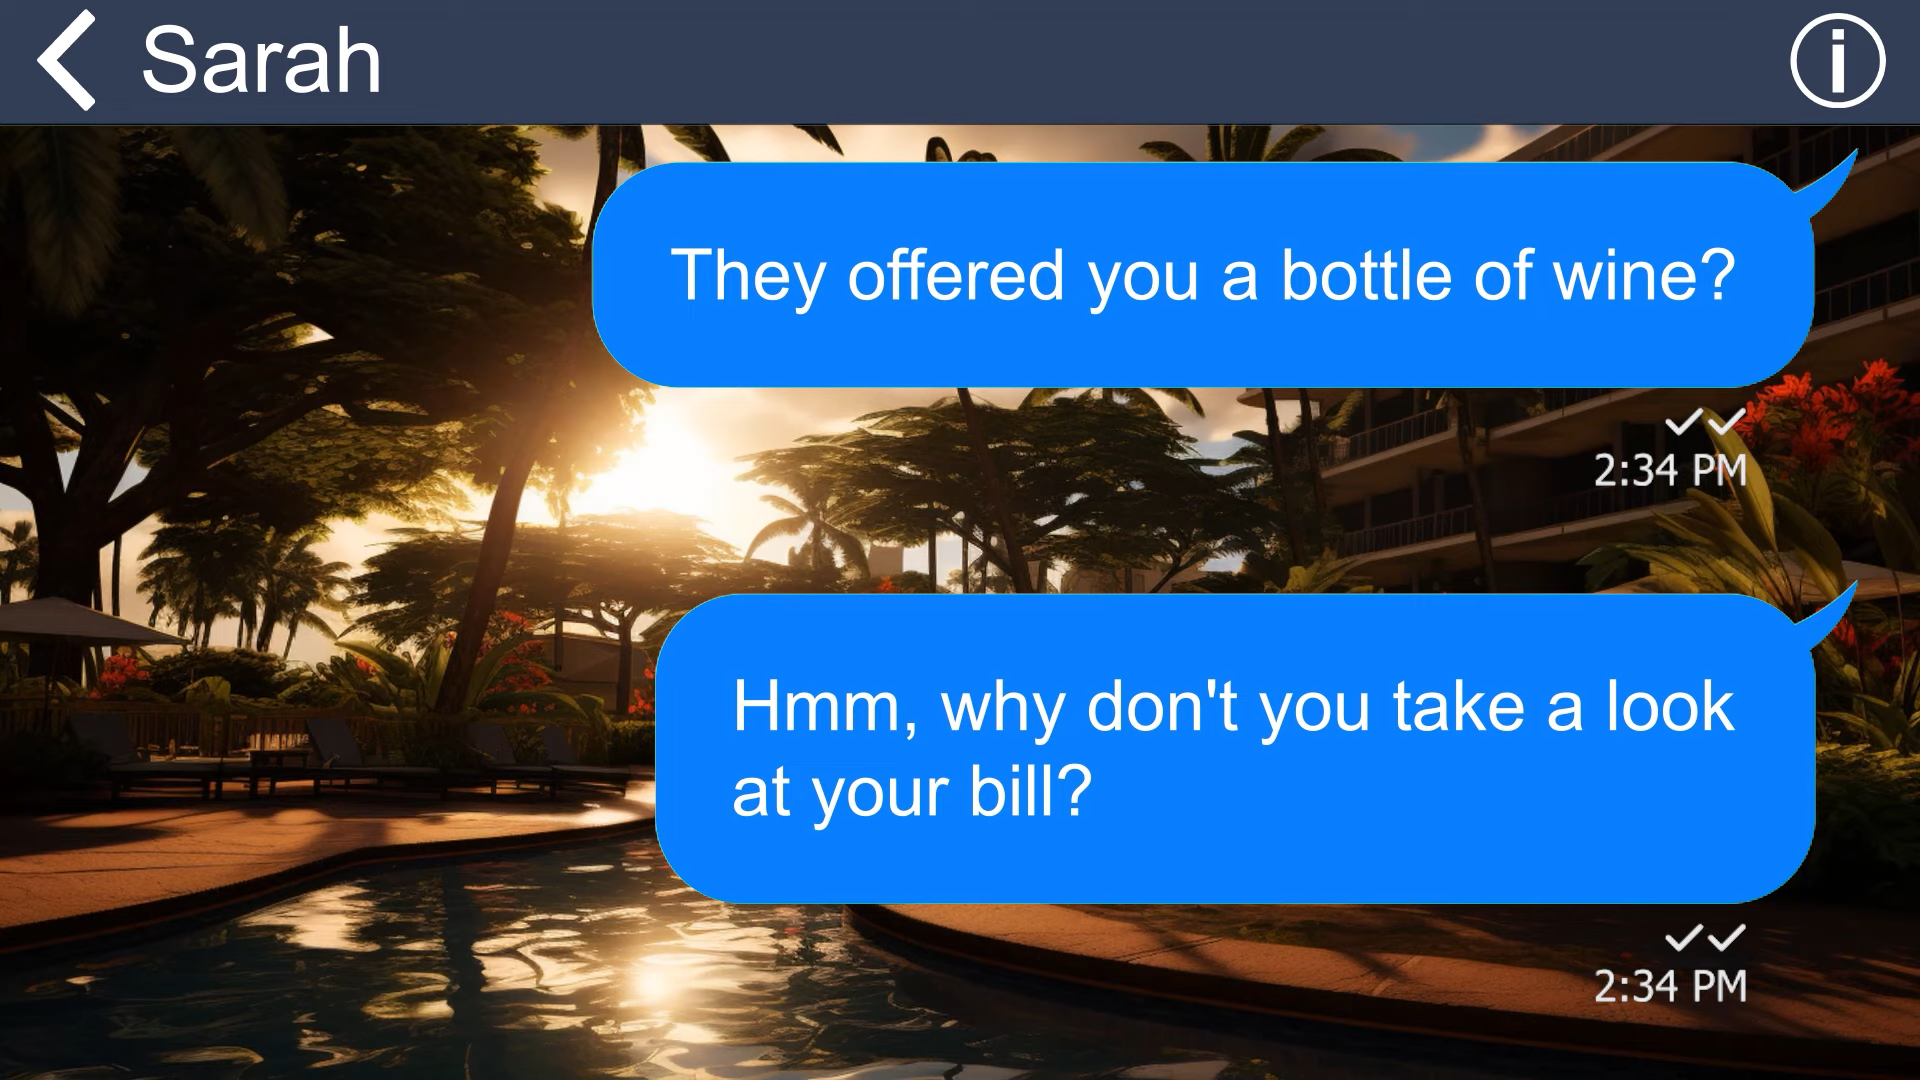 Sarah
They offered you a bottle of wine?
2:34 PM
Hmm, why don't you take a look
at your bill?
2:34 PM